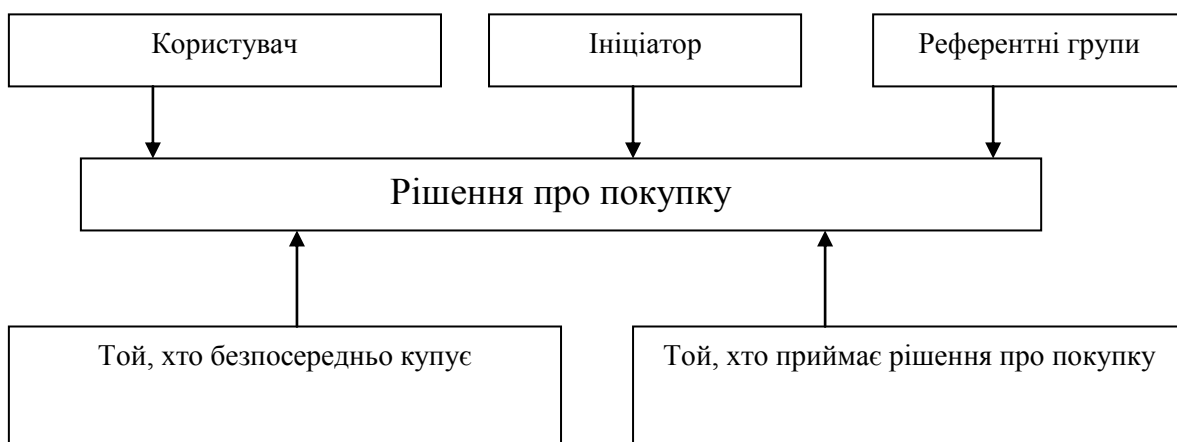 Користувач
Ініціатор
Референтні групи
Рішення про покупку
Той, хто безпосередньо купує
Той, хто приймає рішення про покупку